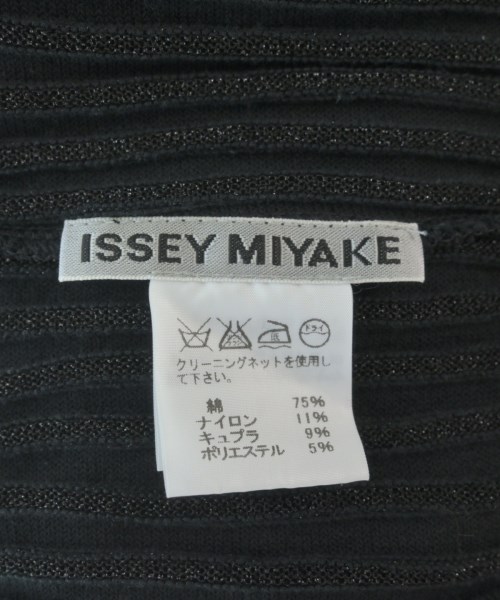 ISSEY MIYAKE
ドライ
クリーニングネットを使用し
て下さい。
綿 75%
ナイロン 11%
キュプラ 9%
ポリエステル 5%